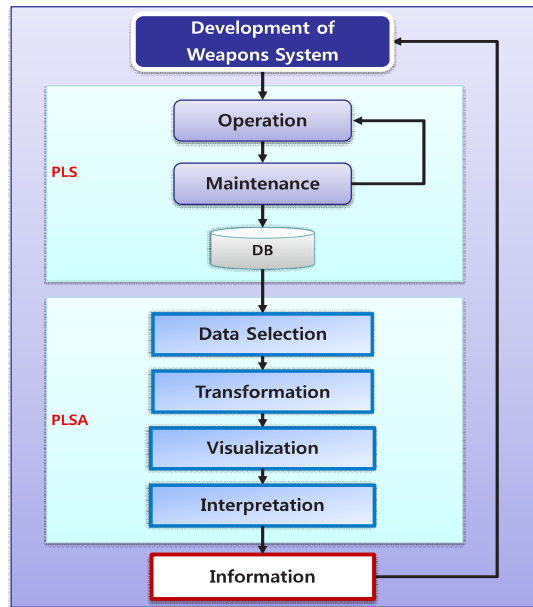 Development of
Weapons System
Operation
PLS
Maintenance
DB
Data Selection
Transformation
PLSA
Visualization
Interpretation
Information